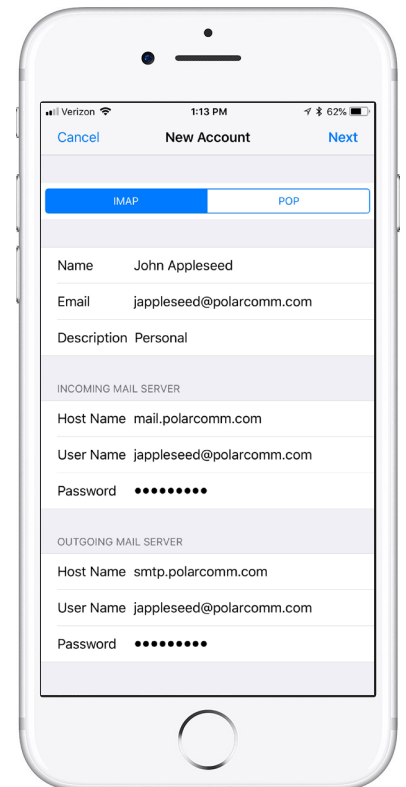 Verizon 1:13 PM 62%
Cancel New Account Next
IMAP POP
Name John Appleseed
Email jappleseed@polarcomm.com
Description Personal
INCOMING MAIL SERVER
Host Name mail.polarcomm.com
User Name jappleseed@polarcomm.com
Password •••••••••
OUTGOING MAIL SERVER
Host Name smtp.polarcomm.com
User Name jappleseed@polarcomm.com
Password •••••••••